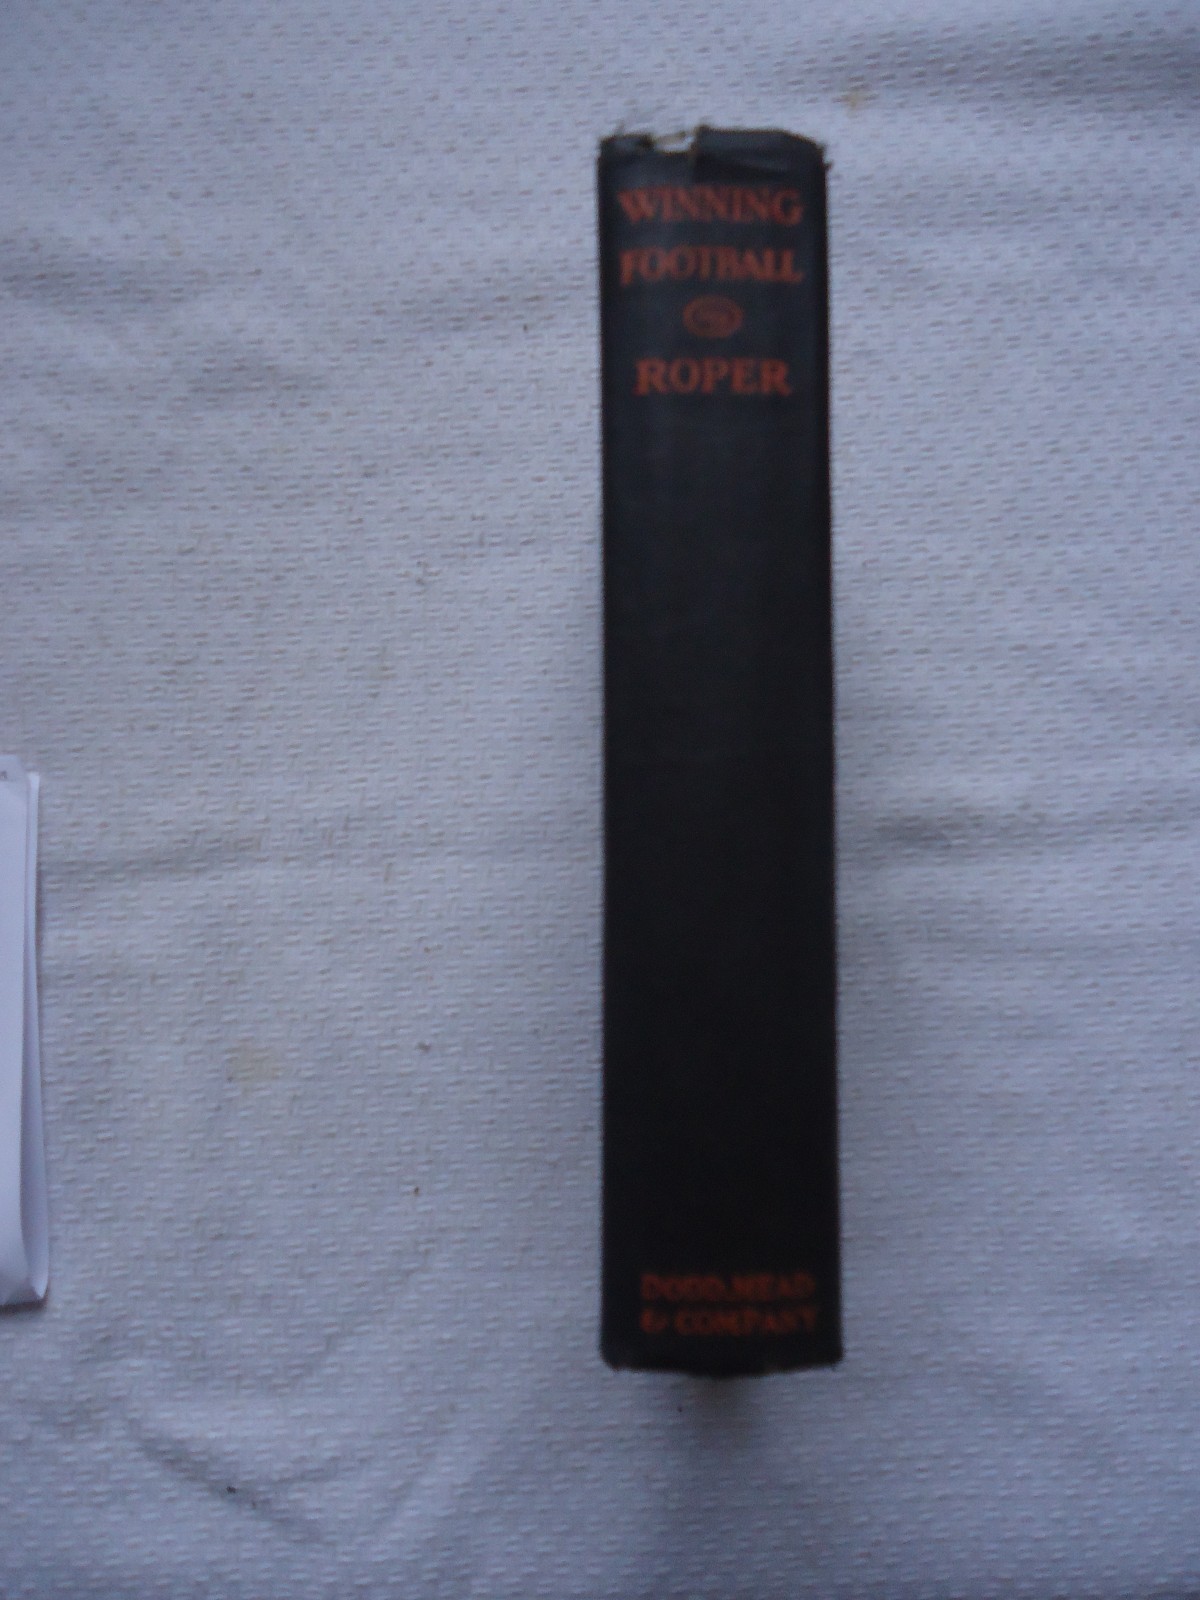 WINNING
FOOTBALL
ROPER
DODD, MEAD
& COMPANY